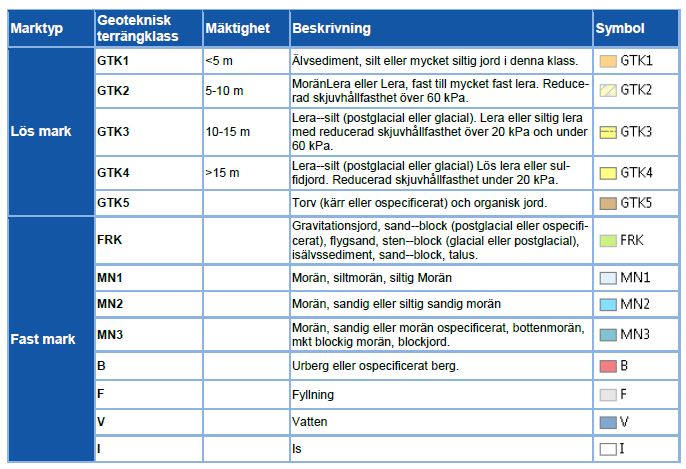 Marktyp
Geoteknisk
terrängklass
Mäktighet
Beskrivning
Symbol
Lös mark
GTK1
<5 m
Älvsediment, silt eller mycket siltig jord i denna klass.
GTK1
GTK2
5-10 m
MoränLera eller Lera, fast till mycket fast lera. Reduce-
rad skjuvhållfasthet över 60 kPa.
GTK2
GTK3
10-15 m
Lera--silt (postglacial eller glacial). Lera eller siltig lera
med reducerad skjuvhållfasthet över 20 kPa och under
60 kPa.
GTK3
GTK4
>15 m
Lera--silt (postglacial eller glacial) Lös lera eller sul-
fidjord. Reducerad skjuvhållfasthet under 20 kPa.
GTK4
GTK5
Torv (kärr eller ospecificerat) och organisk jord.
GTK5
Fast mark
FRK
Gravitationsjord, sand--block (postglacial eller ospecifi-
cerat), flygsand, sten--block (glacial eller postglacial),
isälvssediment, sand--block, talus.
FRK
MN1
Morän, siltmorän, siltig Morän
MN1
MN2
Morän, sandig eller siltig sandig morän
MN2
MN3
Morän, sandig eller morän ospecificerat, bottenmorän,
mkt blockig morän, blockjord.
MN3
B
Urberg eller ospecificerat berg.
B
F
Fyllning
F
V
Vatten
V
I
Is
I